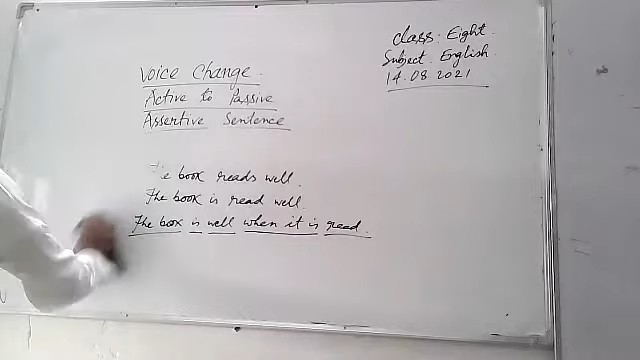 Class: Eight.
Subject. English.
14.08 2021
Voice Change.
Active to Passive
Assertive Sentence
The book reads well.
The book is read well.
The box is well when it is read.